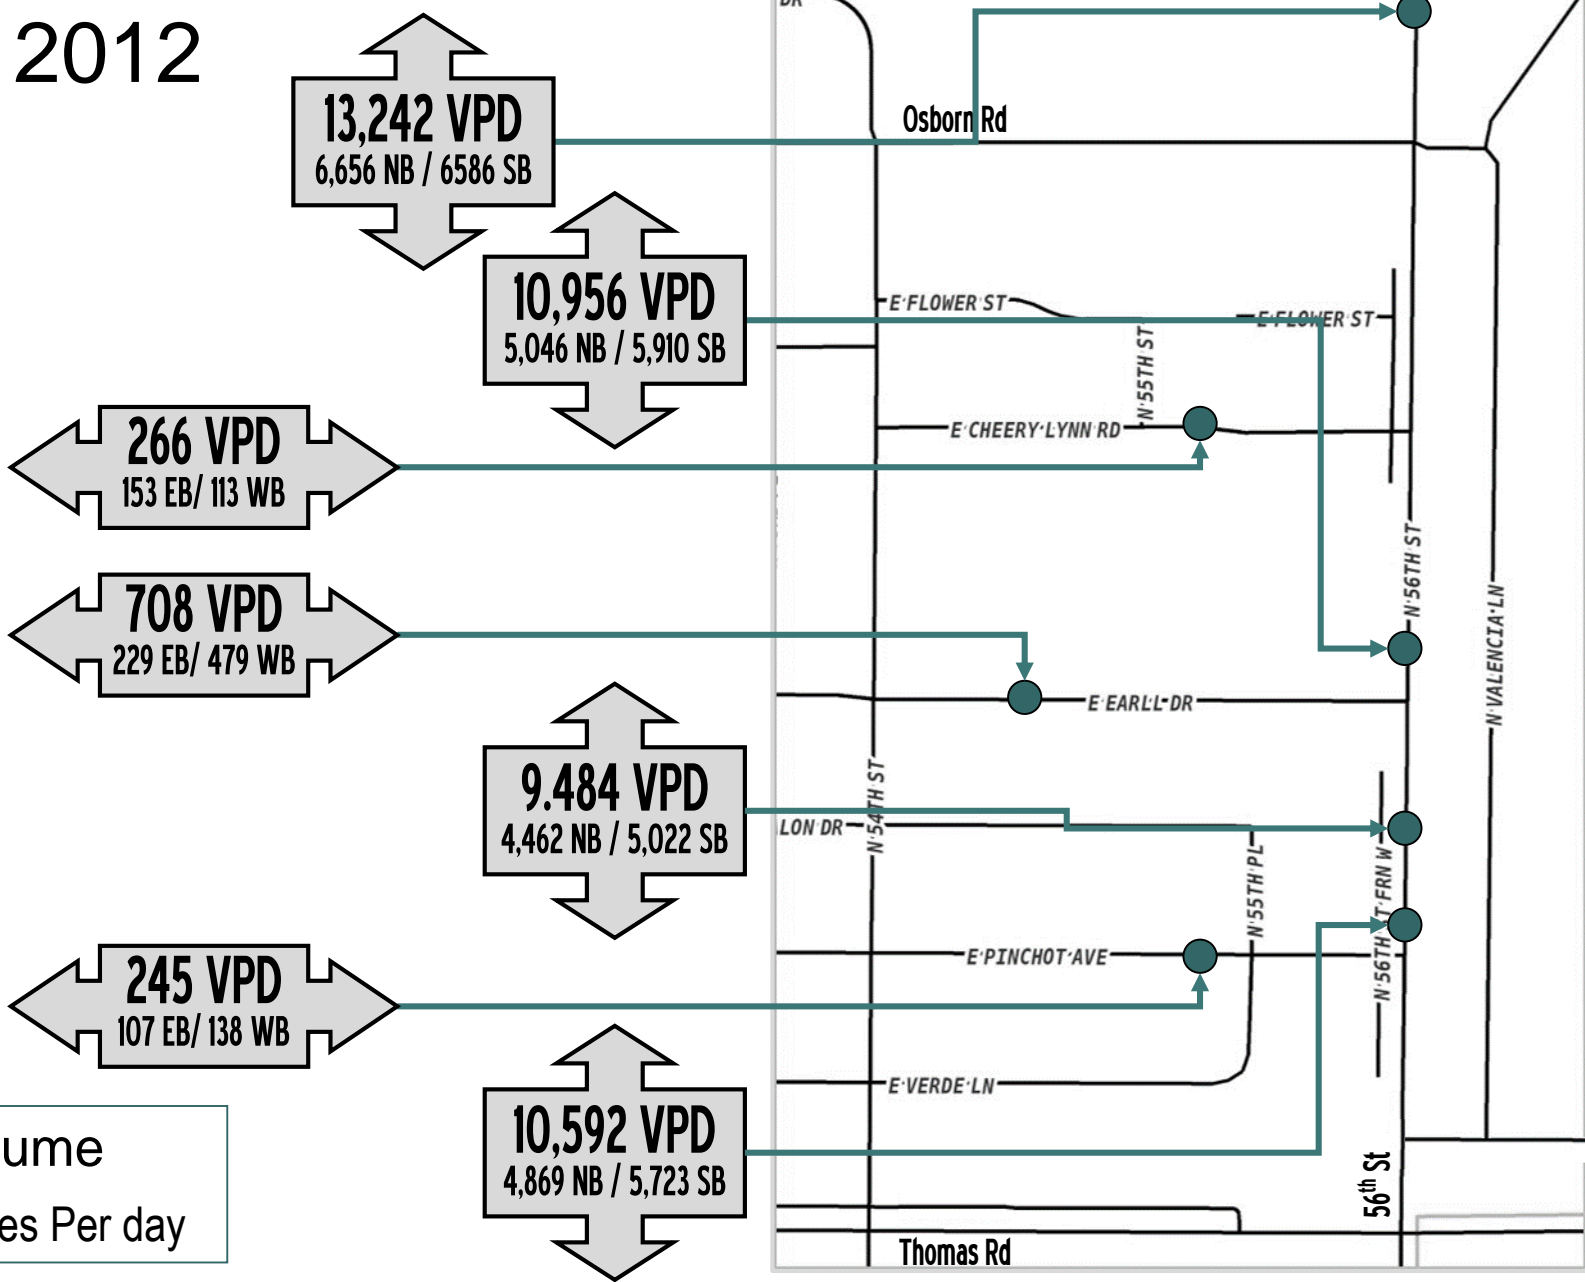 2012
DR
13,242 VPD
6,656 NB / 6586 SB
Osborn Rd
10,956 VPD
5,046 NB / 5,910 SB
E FLOWER ST
E FLOWER ST
N 55TH ST
E CHEERY LYNN RD
266 VPD
153 EB/ 113 WB
N 56TH ST
N VALENCIA LN
708 VPD
229 EB/ 479 WB
E EARLL DR
9.484 VPD
4,462 NB / 5,022 SB
N 54TH ST
LON DR
N 55TH PL
N 56TH ST FRN W
E PINCHOT AVE
245 VPD
107 EB/ 138 WB
E VERDE LN
10,592 VPD
4,869 NB / 5,723 SB
ume
es Per day
56th St
Thomas Rd